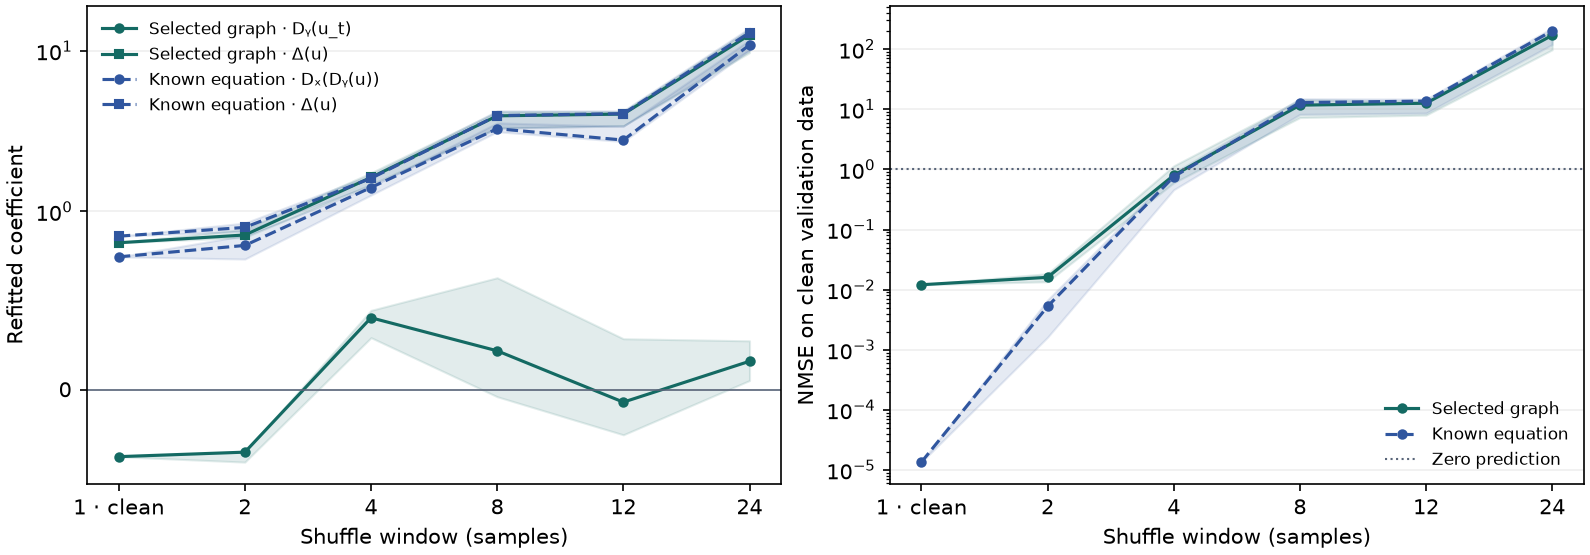 Selected graph · Dᵧ(u_t)
Selected graph · Δ(u)
Known equation · Dₓ(Dᵧ(u))
Known equation · Δ(u)
Refitted coefficient
10¹
10⁰
0
1 · clean
2
4
8
12
24
Shuffle window (samples)
NMSE on clean validation data
10²
10¹
10⁰
10⁻¹
10⁻²
10⁻³
10⁻⁴
10⁻⁵
Selected graph
Known equation
Zero prediction
1 · clean
2
4
8
12
24
Shuffle window (samples)